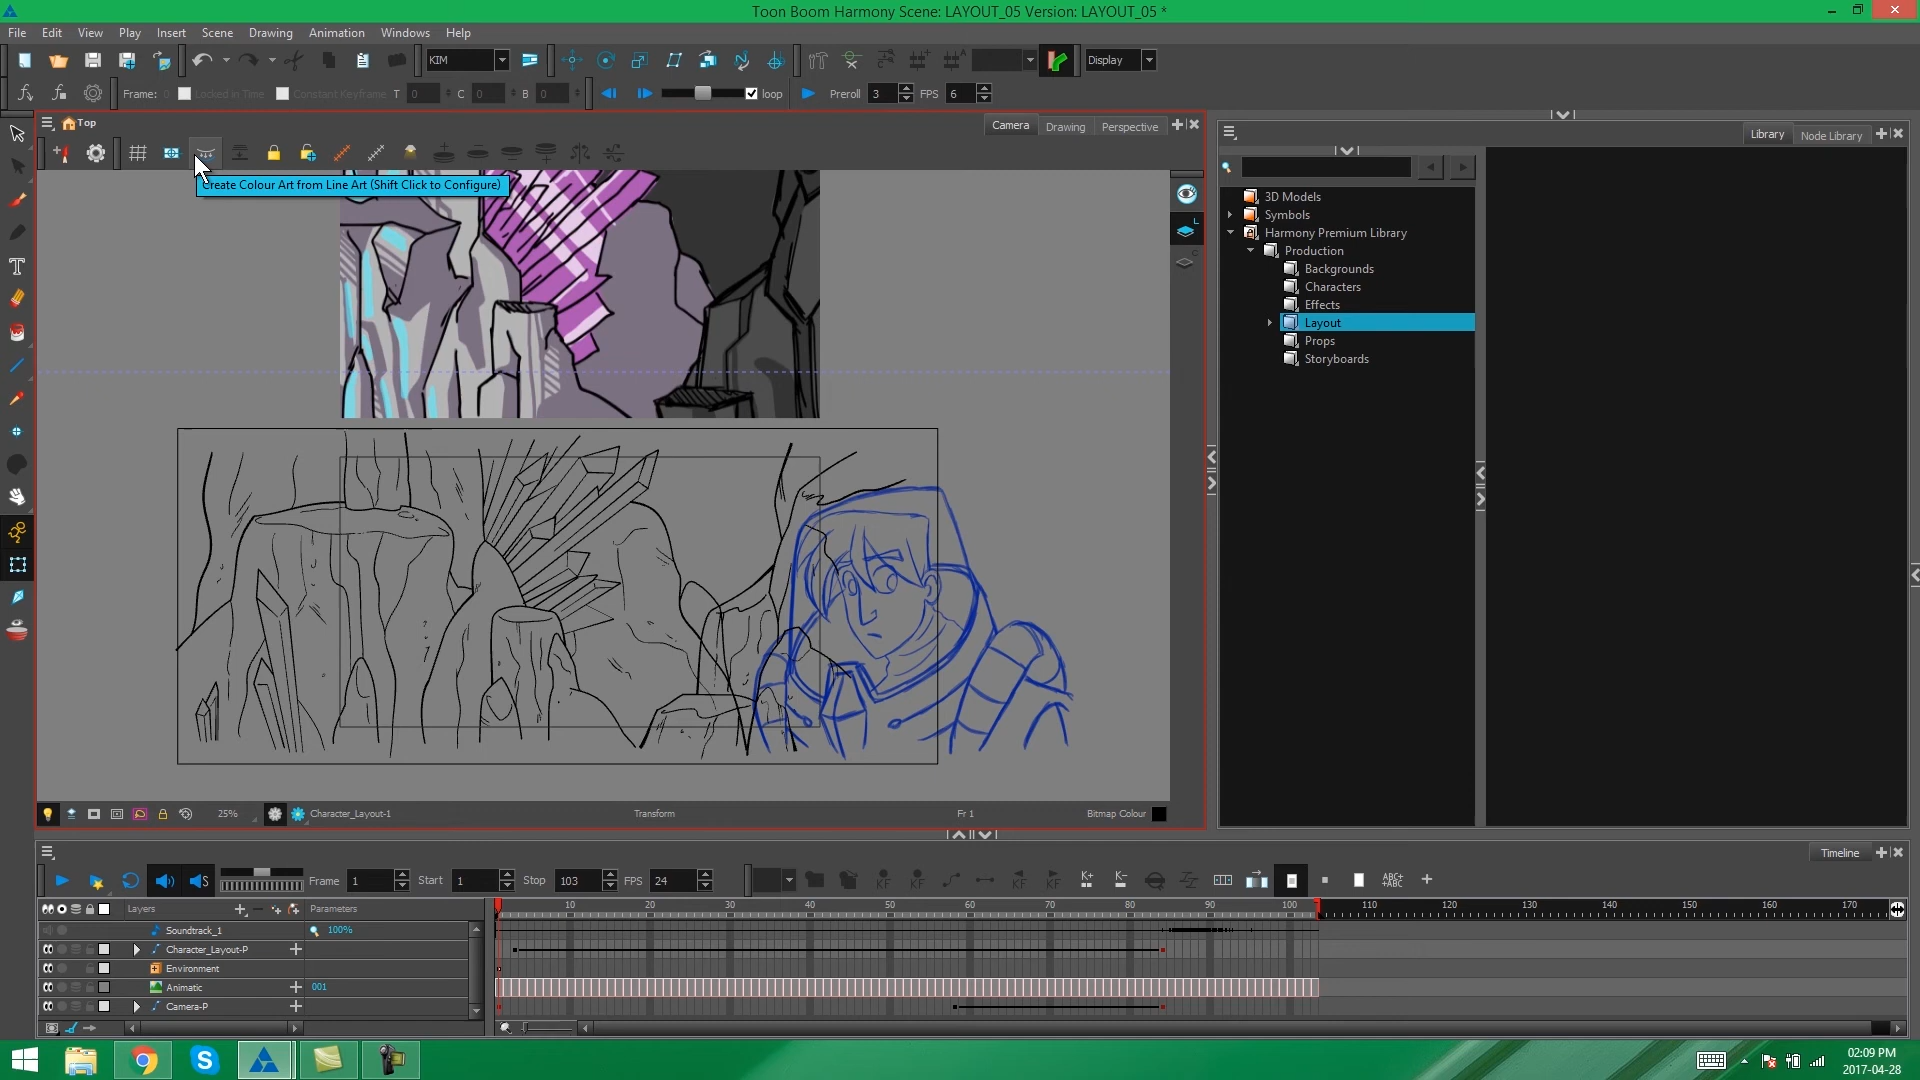 Toon Boom Harmony Scene: LAYOUT_05 Version: LAYOUT_05 *
File Edit View Play Insert Scene Drawing Animation Windows Help
KIM Display
Frame: 0 Locked in Time Constant Keyframe T 0 C 0 B 0 loop Preroll 3 FPS 6
Top Camera Drawing Perspective
Create Colour Art from Line Art (Shift Click to Configure)
L
C
25% Character_Layout-1 Transform Fr 1 Bitmap Colour
Library Node Library
3D Models
Symbols
Harmony Premium Library
Production
Backgrounds
Characters
Effects
Layout
Props
Storyboards
Timeline
Frame 1 Start 1 Stop 103 FPS 24
Layers Parameters 10 20 30 40 50 60 70 80 90 100 110 120 130 140 150 160 170
Soundtrack_1 100%
Character_Layout-P
Environment
Animatic 001
Camera-P
02:09 PM
2017-04-28